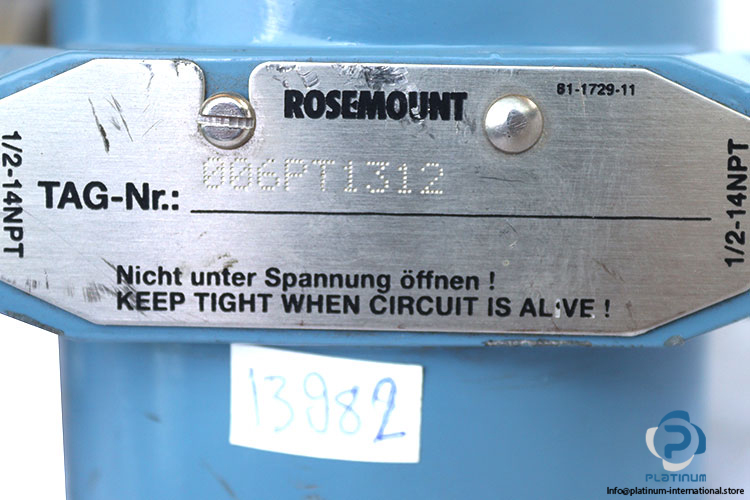 ROSEMOUNT
81-1729-11
1/2-14NPT
TAG-Nr.: 006PT1312
1/2-14NPT
Nicht unter Spannung öffnen !
KEEP TIGHT WHEN CIRCUIT IS ALIVE !
13982
PLATINUM
Info@platinum-international.store